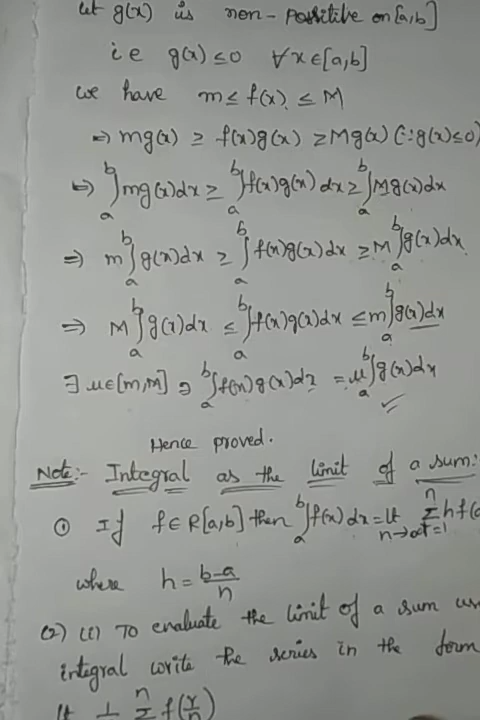 let g(x) is non-possitive on [a,b]
i e g(x) ≤ 0 ∀x∈[a,b]
we have m ≤ f(x) ≤ M
⇒ mg(x) ≥ f(x)g(x) ≥ Mg(x) (∵ g(x)≤0)
⇒ ∫_a^b mg(x)dx ≥ ∫_a^b f(x)g(x) dx ≥ ∫_a^b Mg(x)dx
⇒ m∫_a^b g(x)dx ≥ ∫_a^b f(x)g(x)dx ≥ M∫_a^b g(x)dx
⇒ M∫_a^b g(x)dx ≤ ∫_a^b f(x)g(x)dx ≤ m∫_a^b g(x)dx
∃ μ∈[m,M] ∋ ∫_a^b f(x)g(x)dx = μ∫_a^b g(x)dx
Hence proved.
Note:- Integral as the limit of a sum:
① If f∈R[a,b] then ∫_a^b f(x) dx = lt_{n→∞} Σ_{r=1}^n h f(a
where h = (b-a)/n
(2) (i) To evaluate the limit of a sum
integral write the series in the form
lt 1 Σ^n f(r/n)